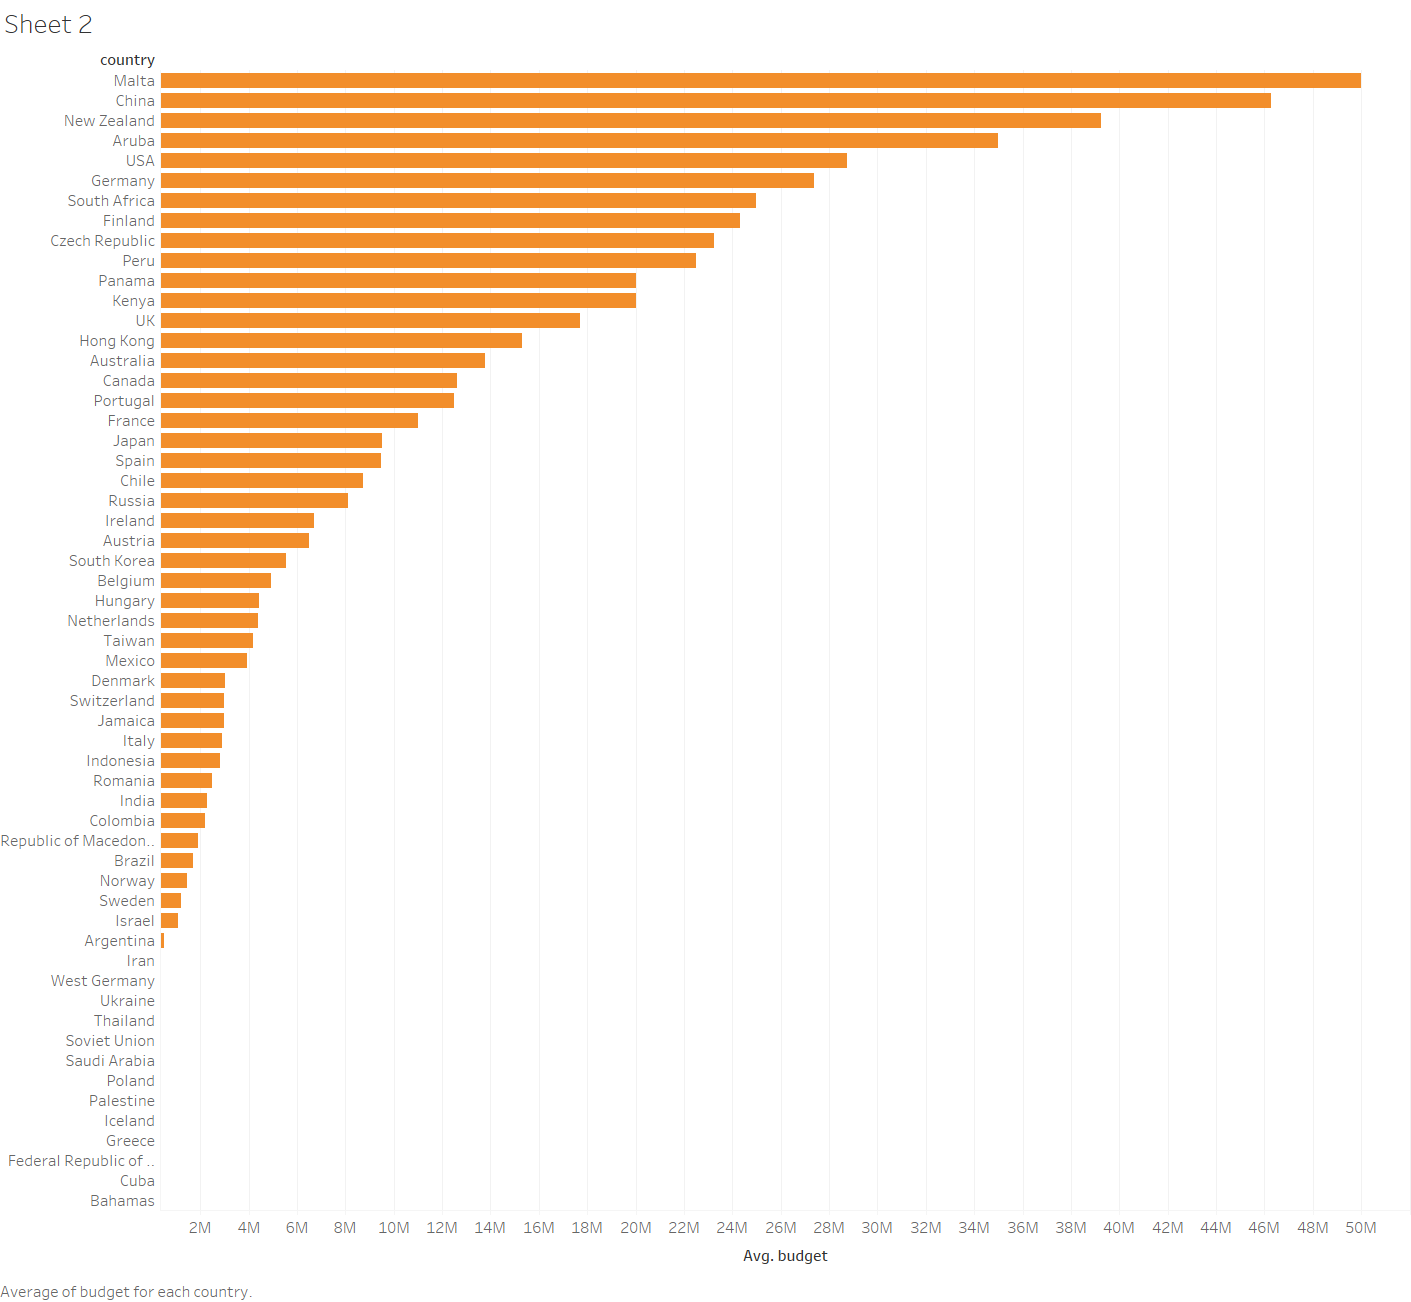 Sheet 2
country
Malta
China
New Zealand
Aruba
USA
Germany
South Africa
Finland
Czech Republic
Peru
Panama
Kenya
UK
Hong Kong
Australia
Canada
Portugal
France
Japan
Spain
Chile
Russia
Ireland
Austria
South Korea
Belgium
Hungary
Netherlands
Taiwan
Mexico
Denmark
Switzerland
Jamaica
Italy
Indonesia
Romania
India
Colombia
Republic of Macedon..
Brazil
Norway
Sweden
Israel
Argentina
Iran
West Germany
Ukraine
Thailand
Soviet Union
Saudi Arabia
Poland
Palestine
Iceland
Greece
Federal Republic of ..
Cuba
Bahamas
2M 4M 6M 8M 10M 12M 14M 16M 18M 20M 22M 24M 26M 28M 30M 32M 34M 36M 38M 40M 42M 44M 46M 48M 50M
Avg. budget
Average of budget for each country.